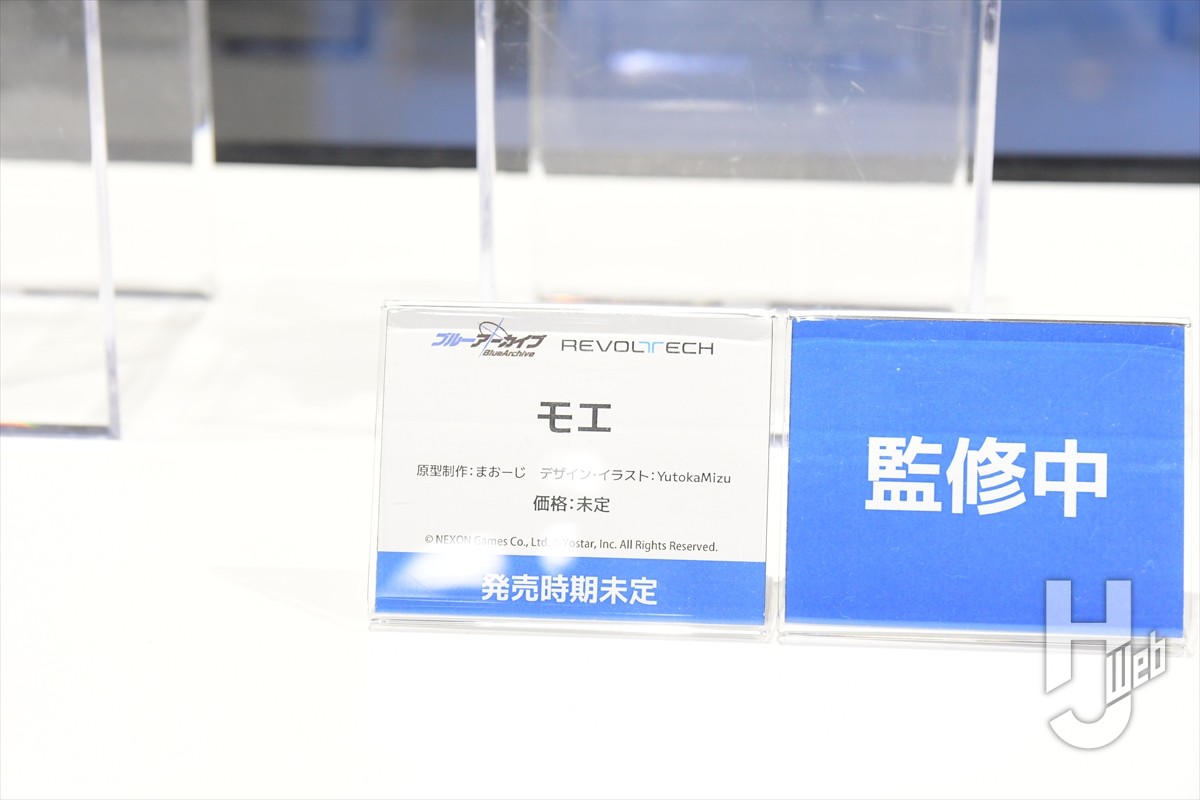 ブルーアーカイブ
BlueArchive
REVOLTECH
モエ
原型制作：まおーじ　デザイン・イラスト：YutokaMizu
価格：未定
© NEXON Games Co., Ltd. Yostar, Inc. All Rights Reserved.
発売時期未定
監修中
HJ Web